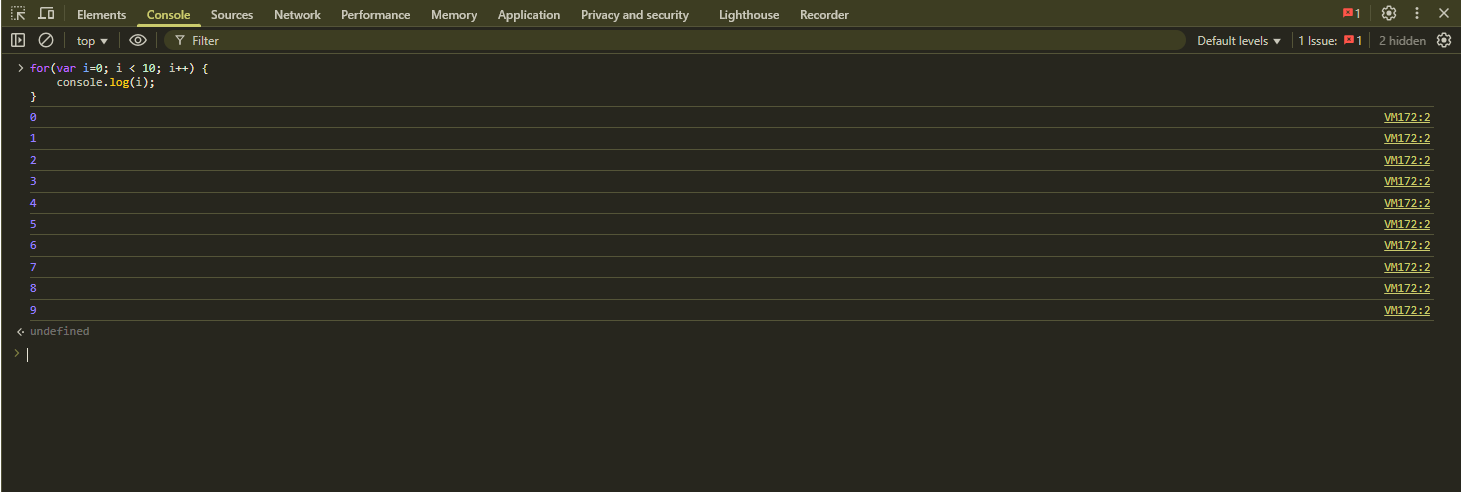 Elements Console Sources Network Performance Memory Application Privacy and security Lighthouse Recorder 1
top Filter Default levels 1 Issue: 1 2 hidden
for(var i=0; i < 10; i++) {
    console.log(i);
}
0 VM172:2
1 VM172:2
2 VM172:2
3 VM172:2
4 VM172:2
5 VM172:2
6 VM172:2
7 VM172:2
8 VM172:2
9 VM172:2
undefined